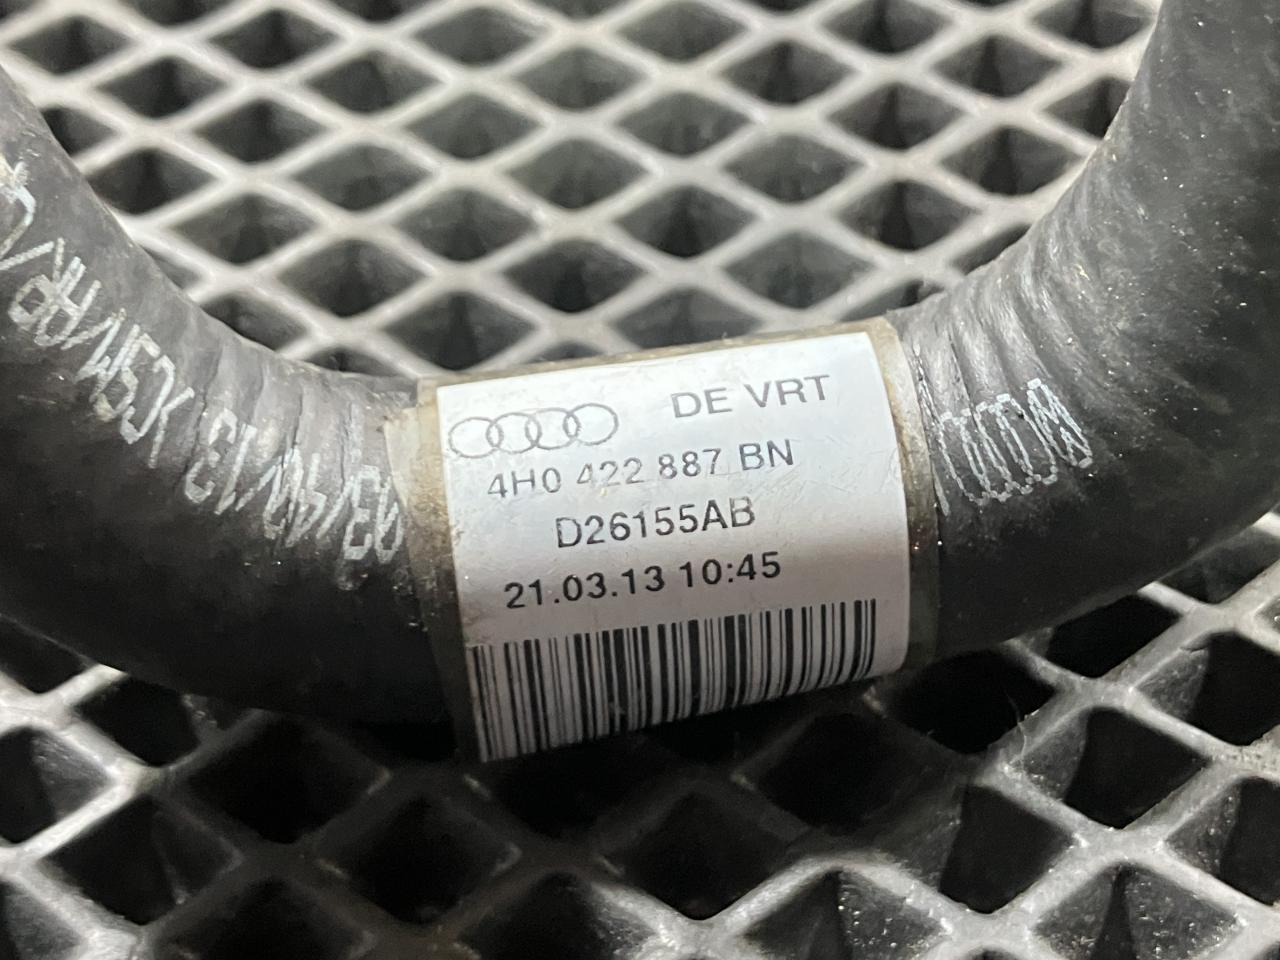 DE VRT
4H0 422 887 BN
D26155AB
21.03.13 10:45